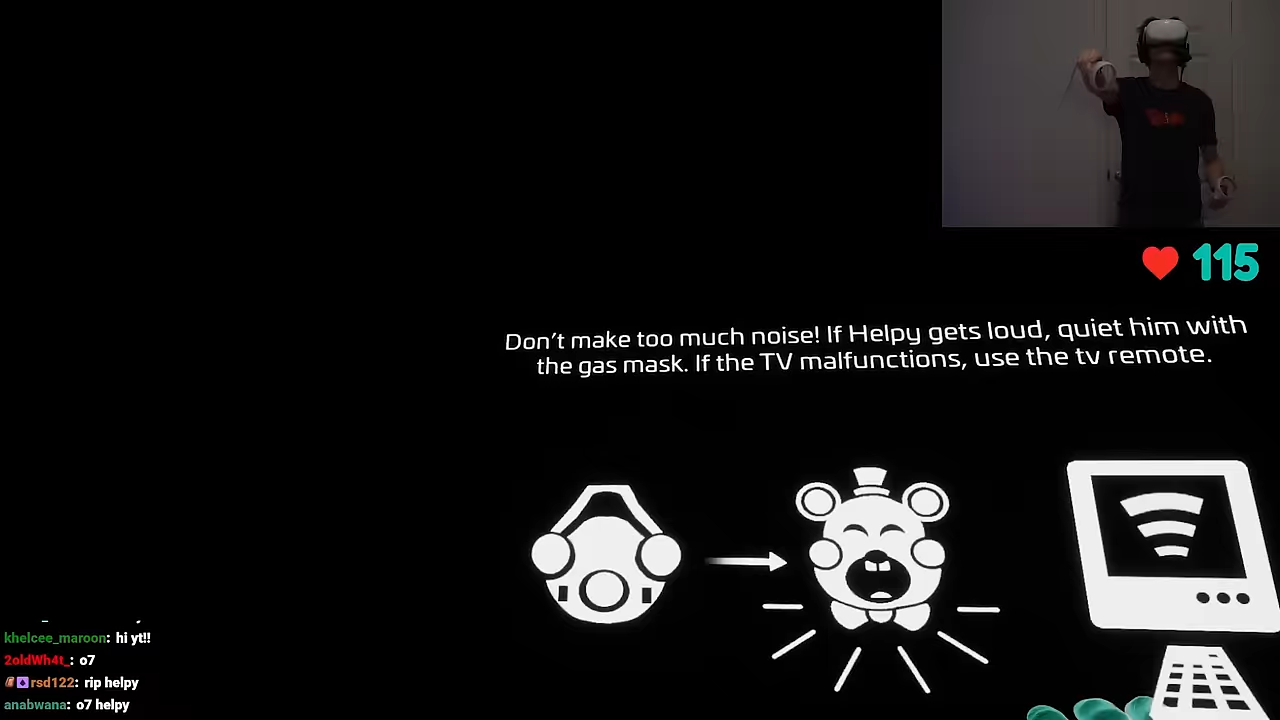 115
Don't make too much noise! If Helpy gets loud, quiet him with
the gas mask. If the TV malfunctions, use the tv remote.
khelcee_maroon: hi yt!!
2oldWh4t_: o7
rsd122: rip helpy
anabwana: o7 helpy